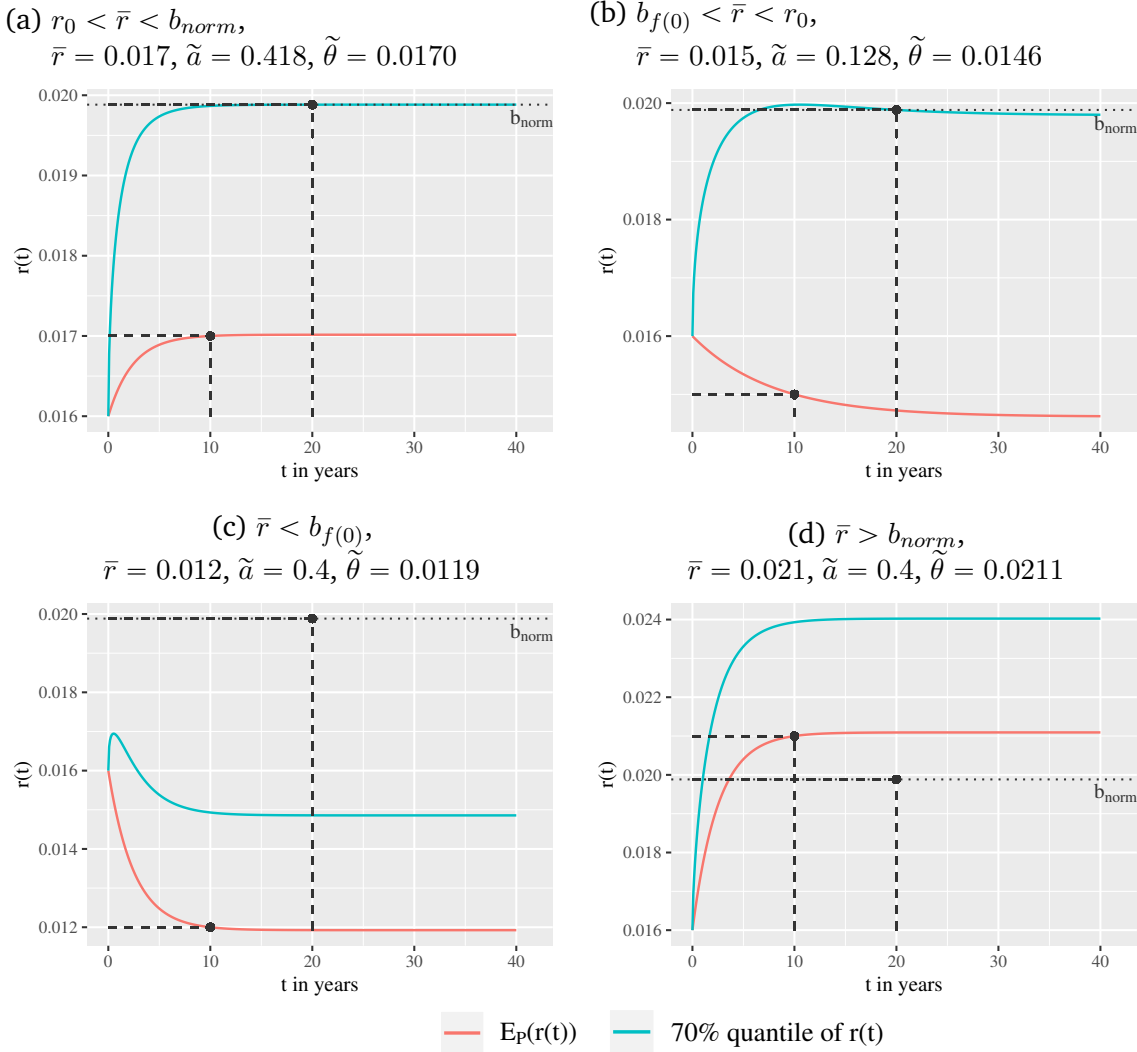 (a) r₀ < r̄ < b_norm,
r̄ = 0.017, ã = 0.418, θ̃ = 0.0170
0.020
0.019
0.018
0.017
0.016
r(t)
b_norm
0 10 20 30 40
t in years
(b) b_f(0) < r̄ < r₀,
r̄ = 0.015, ã = 0.128, θ̃ = 0.0146
0.020
0.018
0.016
r(t)
b_norm
0 10 20 30 40
t in years
(c) r̄ < b_f(0),
r̄ = 0.012, ã = 0.4, θ̃ = 0.0119
0.020
0.018
0.016
0.014
0.012
r(t)
b_norm
0 10 20 30 40
t in years
(d) r̄ > b_norm,
r̄ = 0.021, ã = 0.4, θ̃ = 0.0211
0.024
0.022
0.020
0.018
0.016
r(t)
b_norm
0 10 20 30 40
t in years
E_P(r(t)) 70% quantile of r(t)